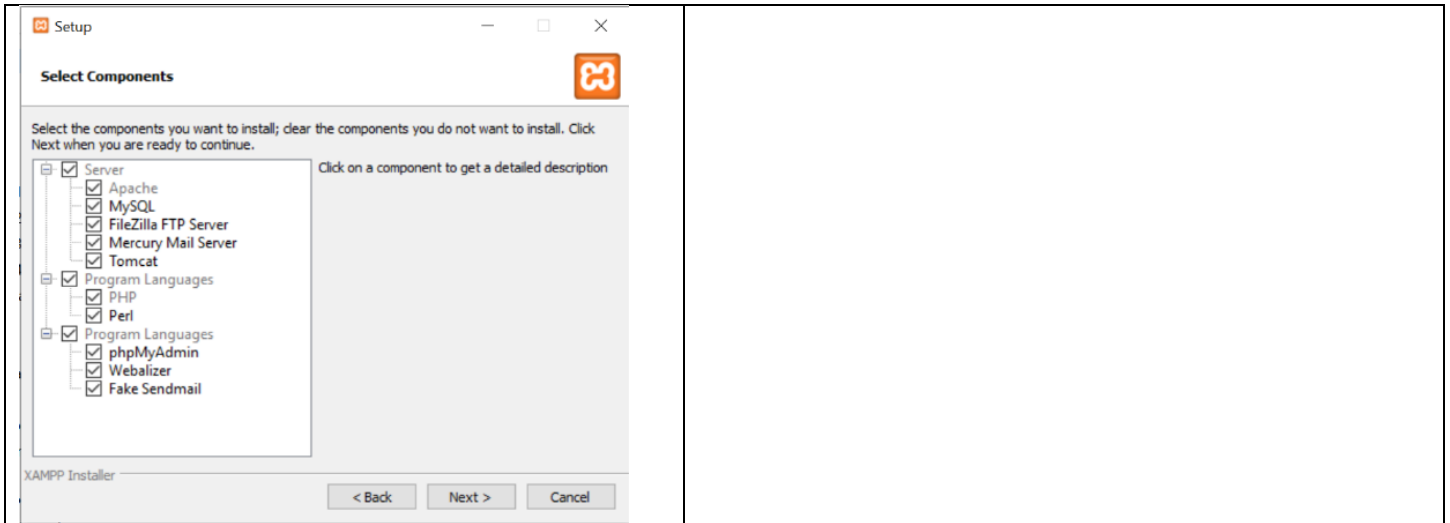 Setup
Select Components
Select the components you want to install; clear the components you do not want to install. Click
Next when you are ready to continue.
Server
Apache
MySQL
FileZilla FTP Server
Mercury Mail Server
Tomcat
Program Languages
PHP
Perl
Program Languages
phpMyAdmin
Webalizer
Fake Sendmail
Click on a component to get a detailed description
XAMPP Installer
< Back
Next >
Cancel